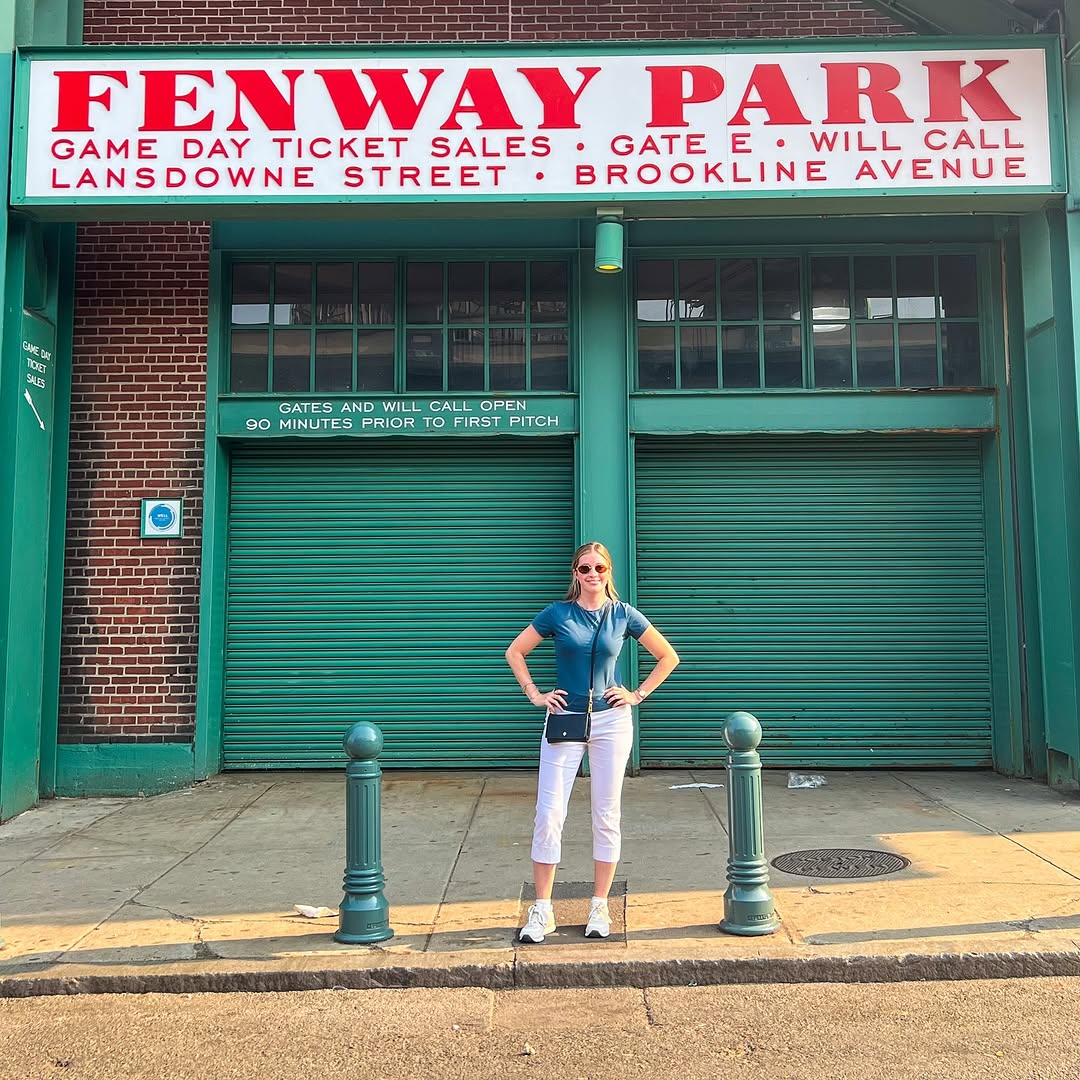 FENWAY PARK
GAME DAY TICKET SALES • GATE E • WILL CALL
LANSDOWNE STREET • BROOKLINE AVENUE
GAME DAY
TICKET
SALES
GATES AND WILL CALL OPEN
90 MINUTES PRIOR TO FIRST PITCH
WELL